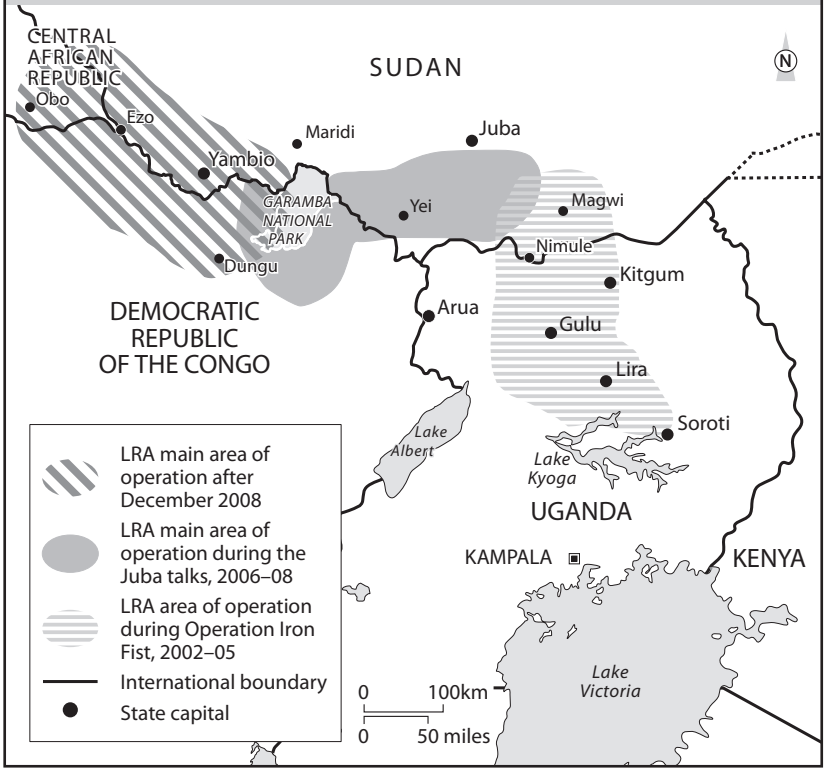 CENTRAL
AFRICAN
REPUBLIC
SUDAN
N
Obo
Ezo
Maridi
Juba
Yambio
GARAMBA
NATIONAL
PARK
Yei
Magwi
Nimule
Dungu
Kitgum
DEMOCRATIC
REPUBLIC
OF THE CONGO
Arua
Gulu
Lira
Soroti
Lake
Albert
Lake
Kyoga
UGANDA
KAMPALA
KENYA
Lake
Victoria
LRA main area of
operation after
December 2008
LRA main area of
operation during the
Juba talks, 2006–08
LRA area of operation
during Operation Iron
Fist, 2002–05
International boundary
State capital
0 100km
0 50 miles